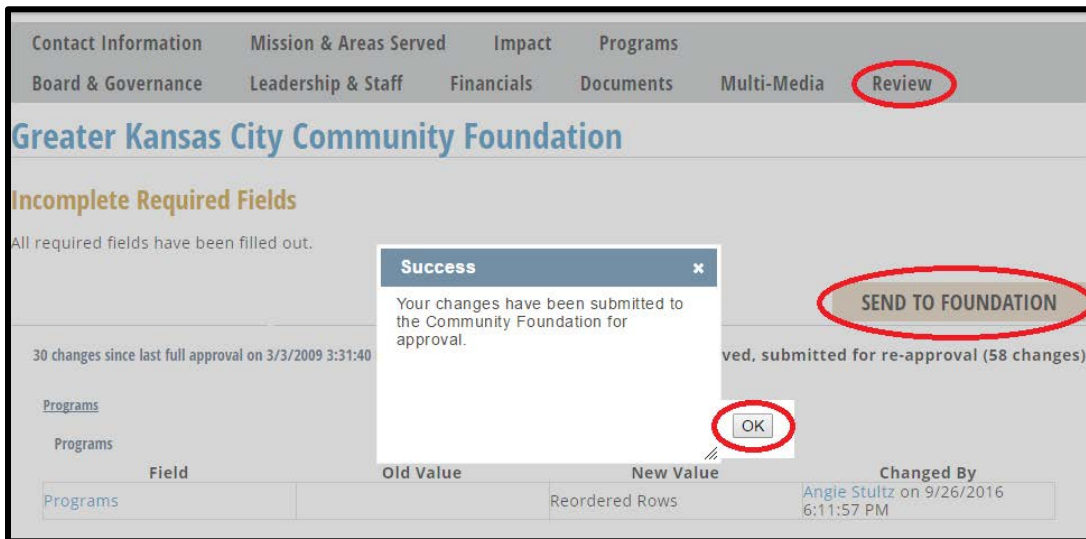 Contact Information Mission & Areas Served Impact Programs
Board & Governance Leadership & Staff Financials Documents Multi-Media Review
Greater Kansas City Community Foundation
Incomplete Required Fields
All required fields have been filled out.
Success x
Your changes have been submitted to
the Community Foundation for
approval.
SEND TO FOUNDATION
30 changes since last full approval on 3/3/2009 3:31:40 submitted for re-approval (58 changes)
OK
Programs
Programs
Field Old Value New Value Changed By
Programs Reordered Rows Angie Stultz on 9/26/2016
6:11:57 PM